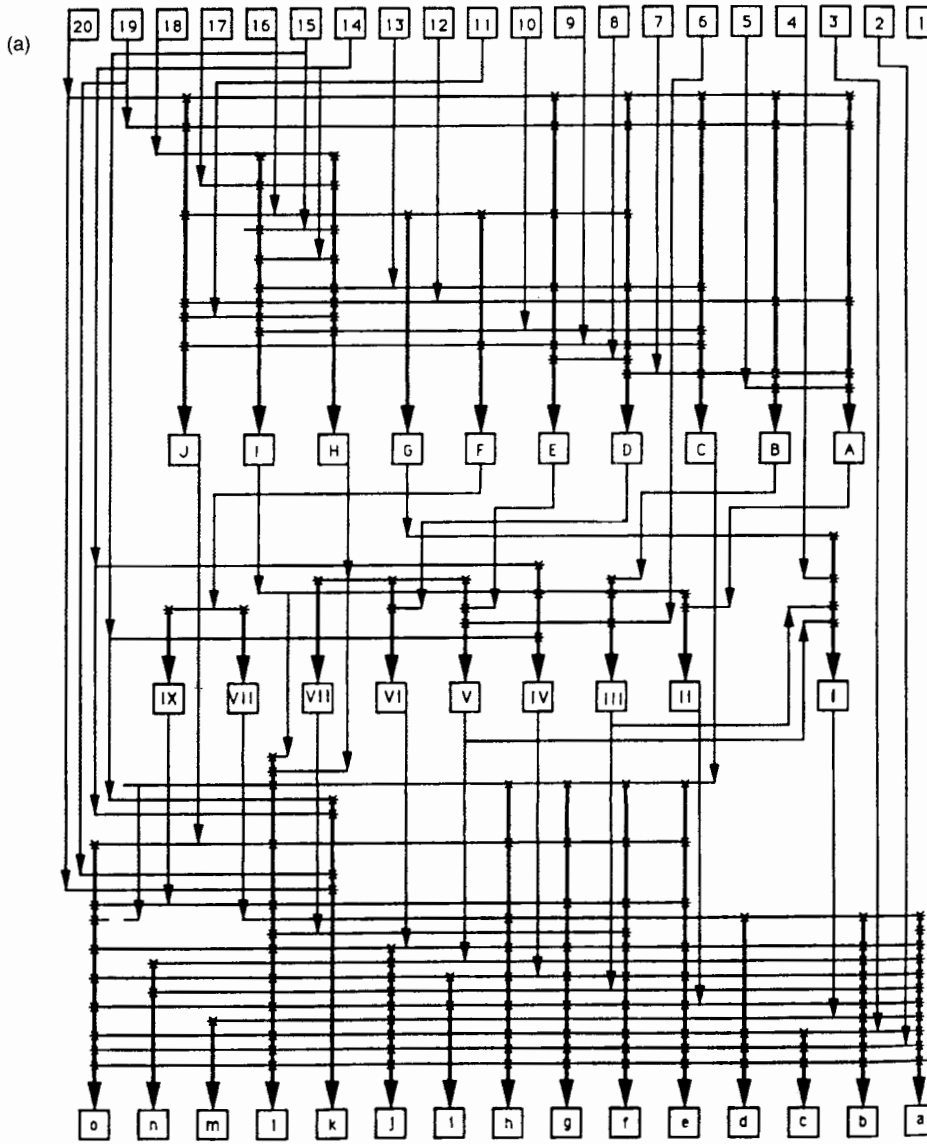 (a)
20 19 18 17 16 15 14 13 12 11 10 9 8 7 6 5 4 3 2 1
J I H G F E D C B A
IX VII VII VI V IV III II I
o n m l k j i h g f e d c b a